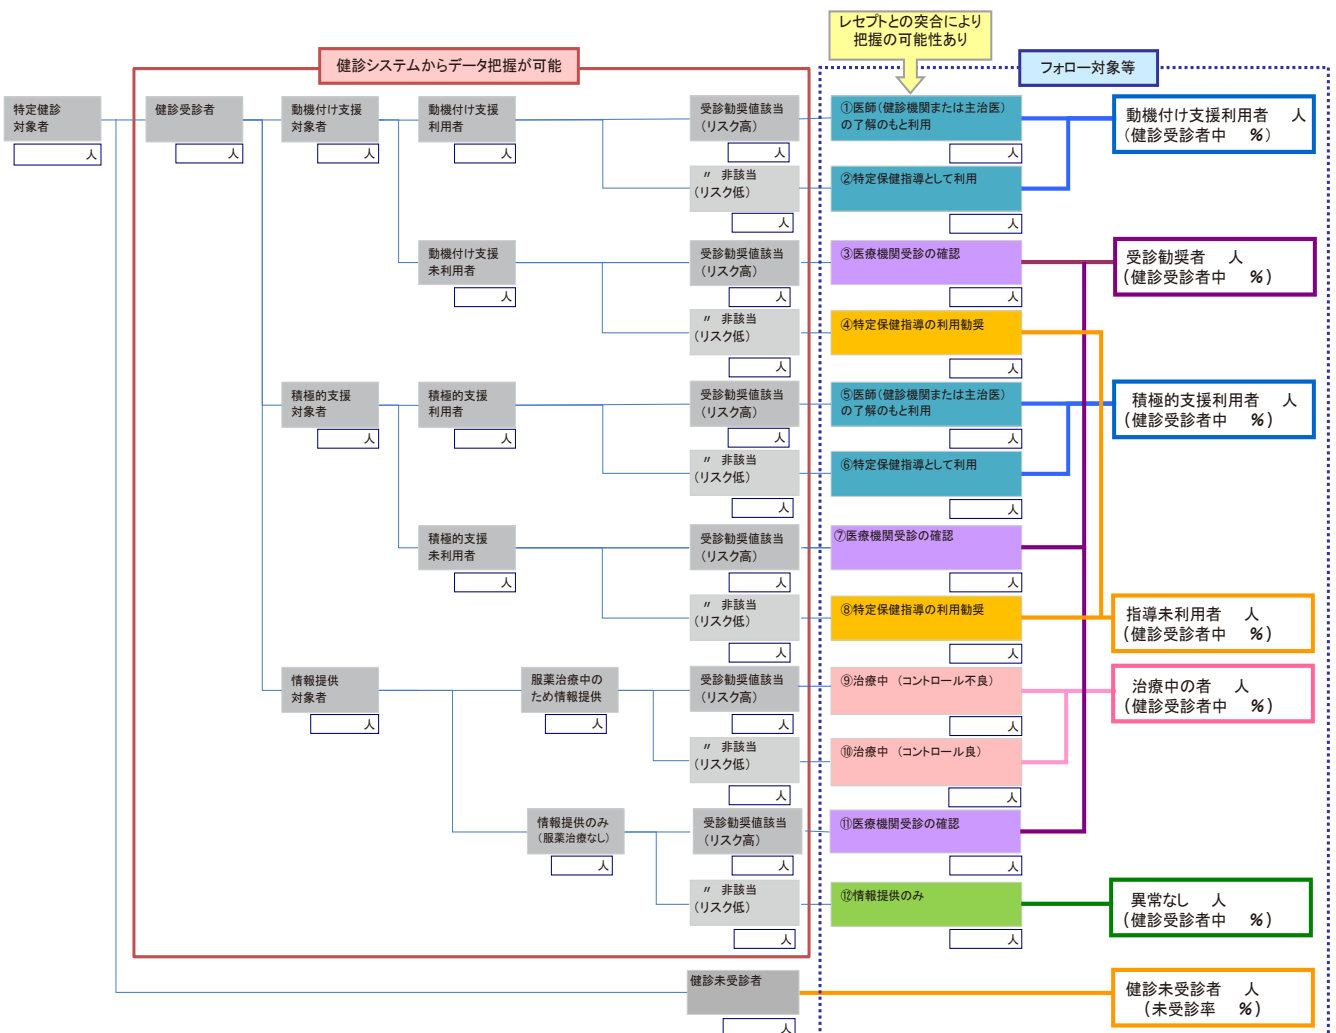 レセプトとの突合により
把握の可能性あり
健診システムからデータ把握が可能
フォロー対象等
特定健診
対象者
人
健診受診者
人
動機付け支援
対象者
人
動機付け支援
利用者
人
受診勧奨値該当
(リスク高)
人
①医師(健診機関または主治医)
の了解のもと利用
人
動機付け支援利用者 人
(健診受診者中 %)
〃 非該当
(リスク低)
人
②特定保健指導として利用
人
動機付け支援
未利用者
人
受診勧奨値該当
(リスク高)
人
③医療機関受診の確認
人
受診勧奨者 人
(健診受診者中 %)
〃 非該当
(リスク低)
人
④特定保健指導の利用勧奨
人
積極的支援
対象者
人
積極的支援
利用者
人
受診勧奨値該当
(リスク高)
人
⑤医師(健診機関または主治医)
の了解のもと利用
人
積極的支援利用者 人
(健診受診者中 %)
〃 非該当
(リスク低)
人
⑥特定保健指導として利用
人
積極的支援
未利用者
人
受診勧奨値該当
(リスク高)
人
⑦医療機関受診の確認
人
〃 非該当
(リスク低)
人
⑧特定保健指導の利用勧奨
人
指導未利用者 人
(健診受診者中 %)
情報提供
対象者
人
服薬治療中の
ため情報提供
人
受診勧奨値該当
(リスク高)
人
⑨治療中 (コントロール不良)
人
治療中の者 人
(健診受診者中 %)
〃 非該当
(リスク低)
人
⑩治療中 (コントロール良)
人
情報提供のみ
(服薬治療なし)
人
受診勧奨値該当
(リスク高)
人
⑪医療機関受診の確認
人
〃 非該当
(リスク低)
人
⑫情報提供のみ
人
異常なし 人
(健診受診者中 %)
健診未受診者
人
健診未受診者 人
(未受診率 %)